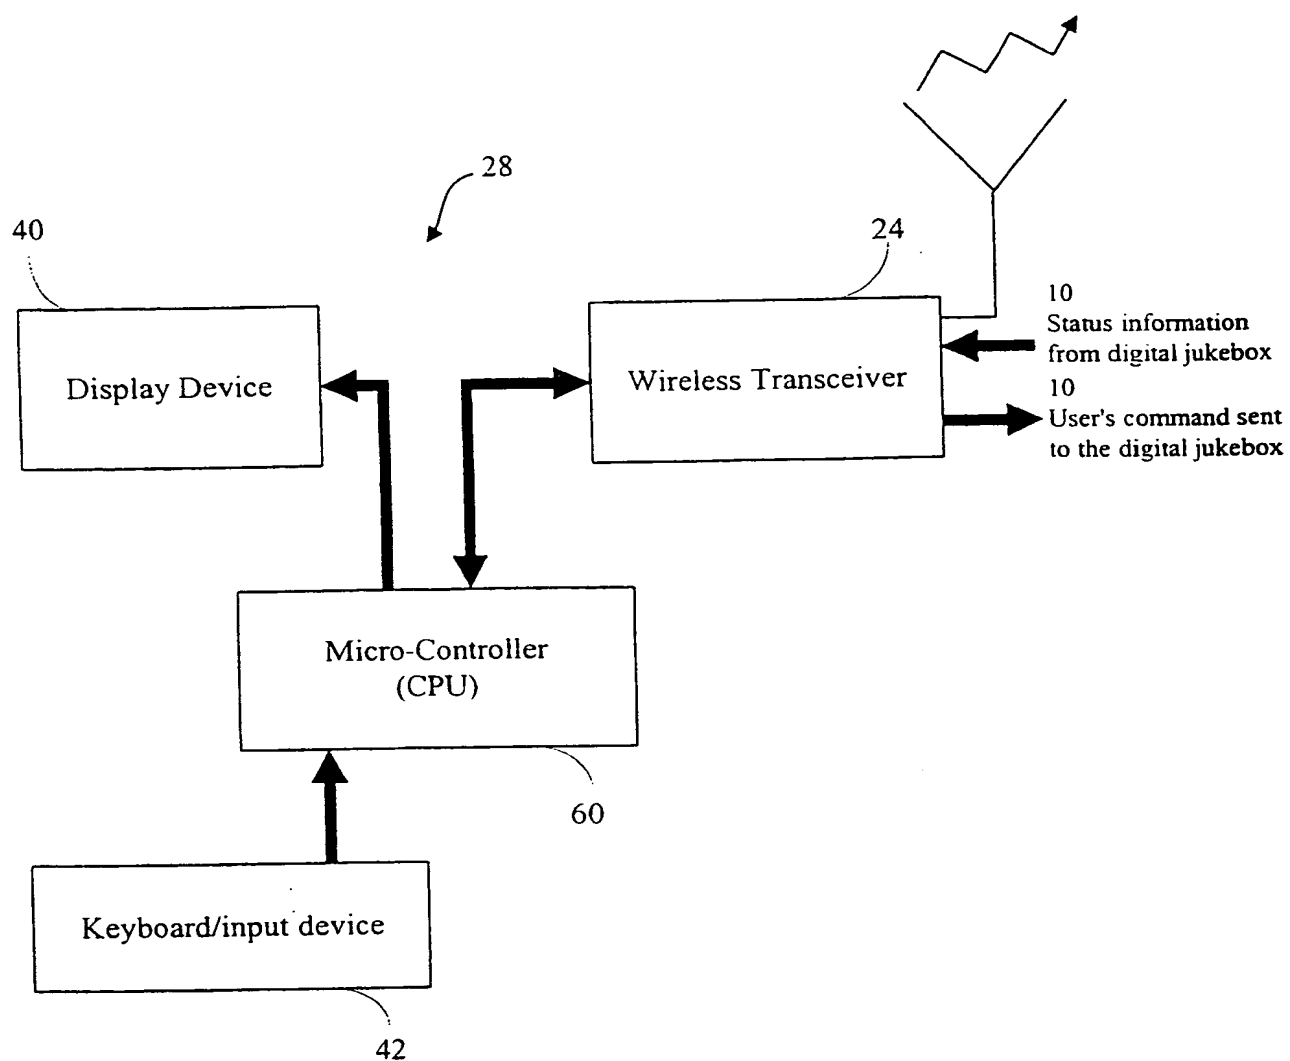 28
40
24
10
Status information
from digital jukebox
10
User's command sent
to the digital jukebox
Display Device
Wireless Transceiver
Micro-Controller
(CPU)
60
Keyboard/input device
42